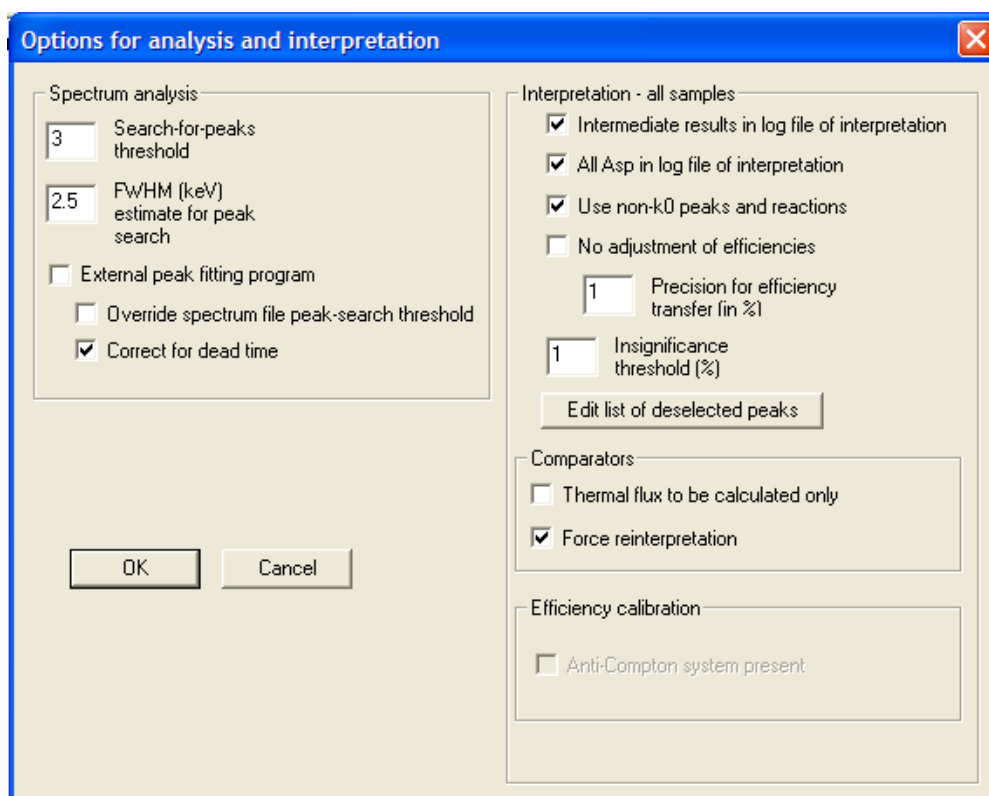 Options for analysis and interpretation
Spectrum analysis
3
Search-for-peaks
threshold
2.5
FWHM (keV)
estimate for peak
search
External peak fitting program
Override spectrum file peak-search threshold
Correct for dead time
OK
Cancel
Interpretation - all samples
Intermediate results in log file of interpretation
All Asp in log file of interpretation
Use non-k0 peaks and reactions
No adjustment of efficiencies
1
Precision for efficiency
transfer (in %)
1
Insignificance
threshold (%)
Edit list of deselected peaks
Comparators
Thermal flux to be calculated only
Force reinterpretation
Efficiency calibration
Anti-Compton system present